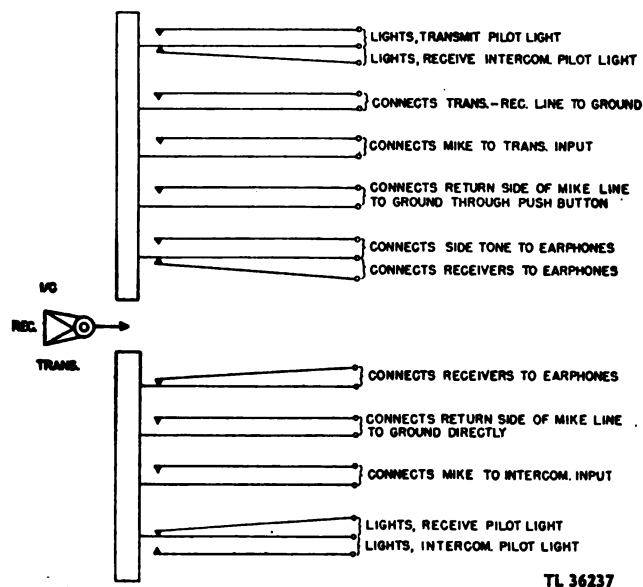 LIGHTS, TRANSMIT PILOT LIGHT
LIGHTS, RECEIVE INTERCOM. PILOT LIGHT
CONNECTS TRANS.-REC. LINE TO GROUND
CONNECTS MIKE TO TRANS. INPUT
CONNECTS RETURN SIDE OF MIKE LINE
TO GROUND THROUGH PUSH BUTTON
CONNECTS SIDE TONE TO EARPHONES
CONNECTS RECEIVERS TO EARPHONES
I/C
REC.
TRANS.
CONNECTS RECEIVERS TO EARPHONES
CONNECTS RETURN SIDE OF MIKE LINE
TO GROUND DIRECTLY
CONNECTS MIKE TO INTERCOM. INPUT
LIGHTS, RECEIVE PILOT LIGHT
LIGHTS, INTERCOM. PILOT LIGHT
TL 36237